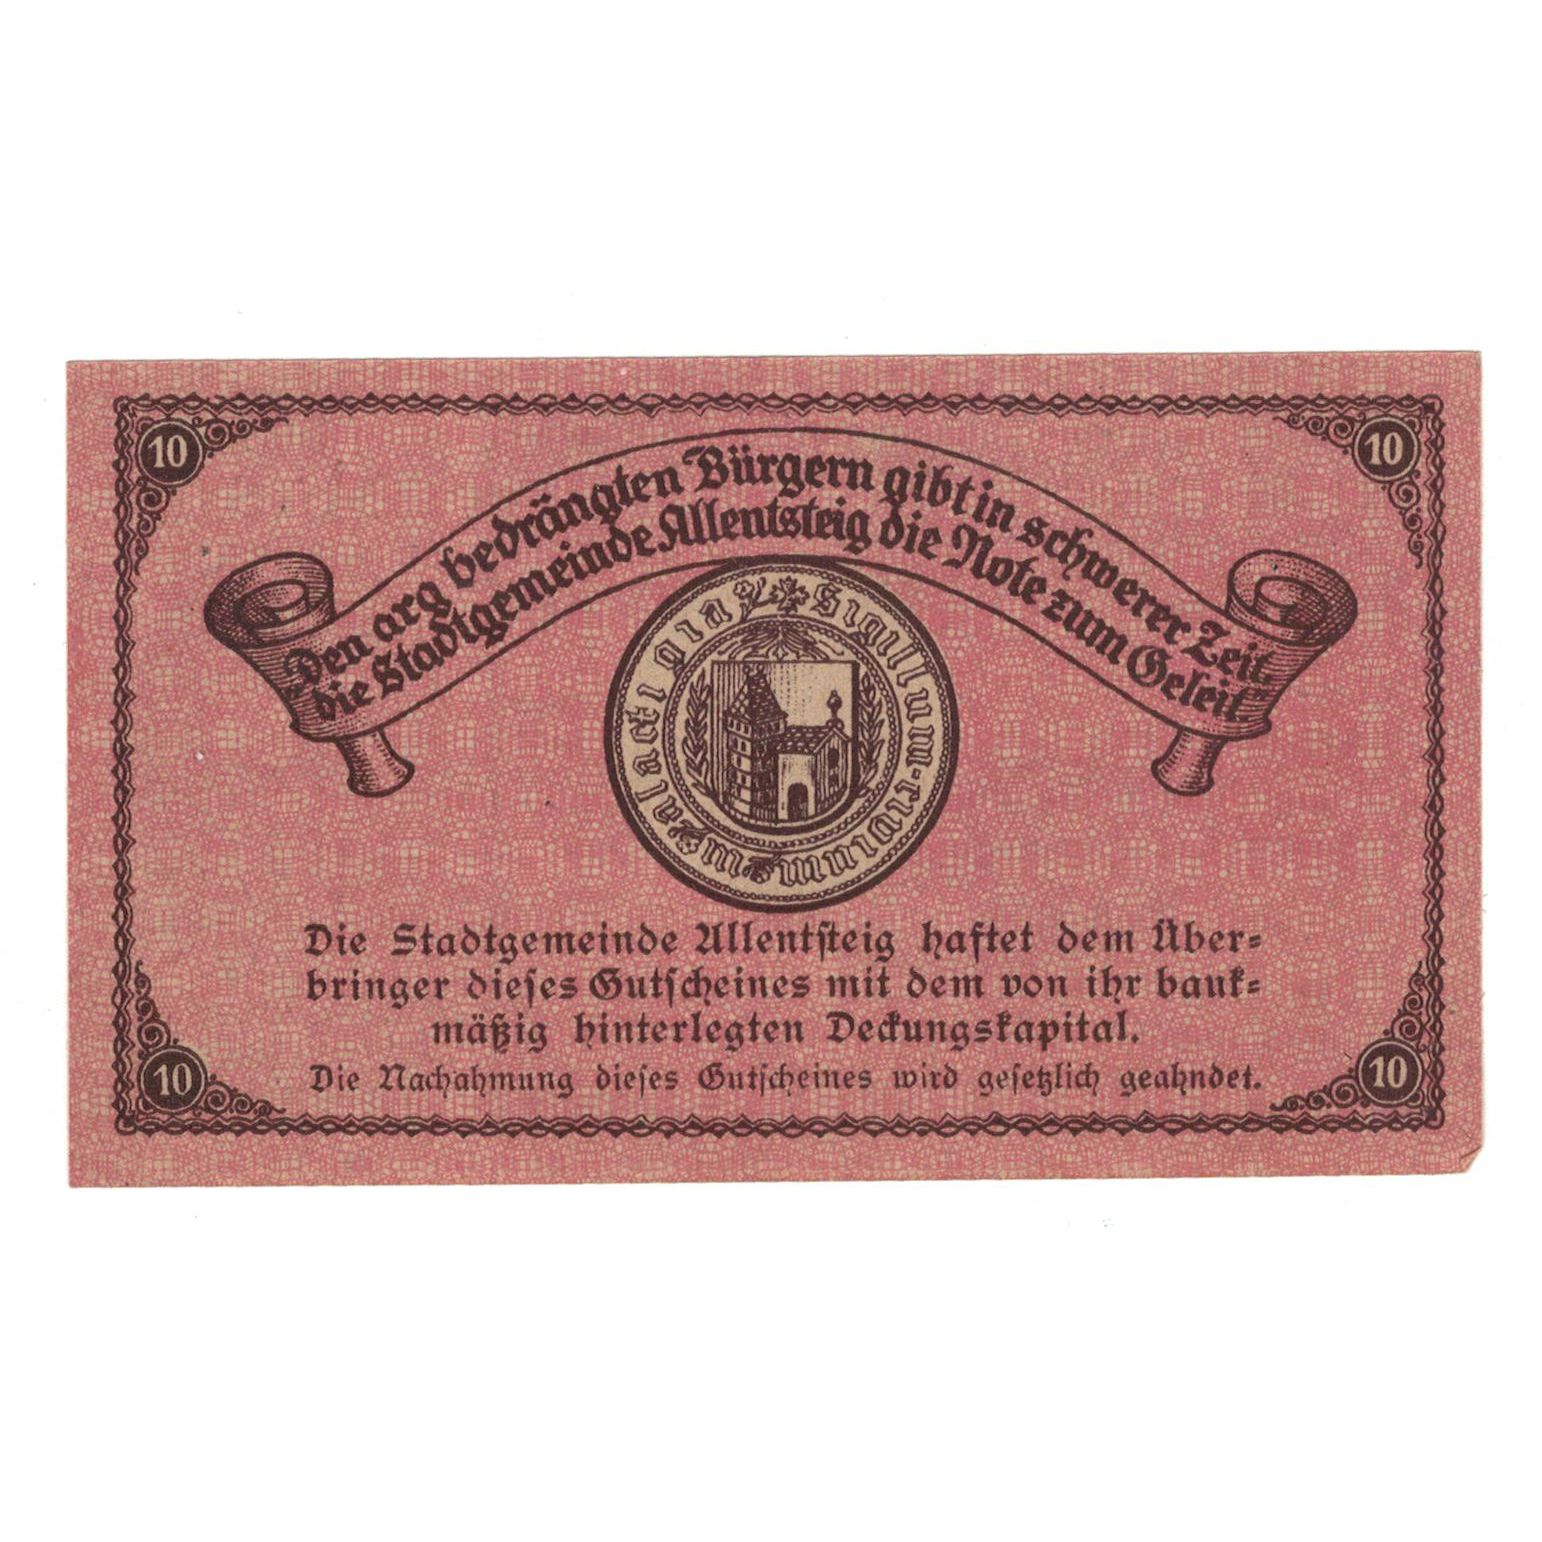 10
10
Den arg bedrängten Bürgern gibt in schwerer Zeit
die Stadtgemeinde Allentsteig die Note zum Geleit.
Sigillum
Die Stadtgemeinde Allentsteig haftet dem Über-
bringer dieses Gutscheines mit dem von ihr bank-
mäßig hinterlegten Deckungskapital.
Die Nachahmung dieses Gutscheines wird gesetzlich geahndet.
10
10